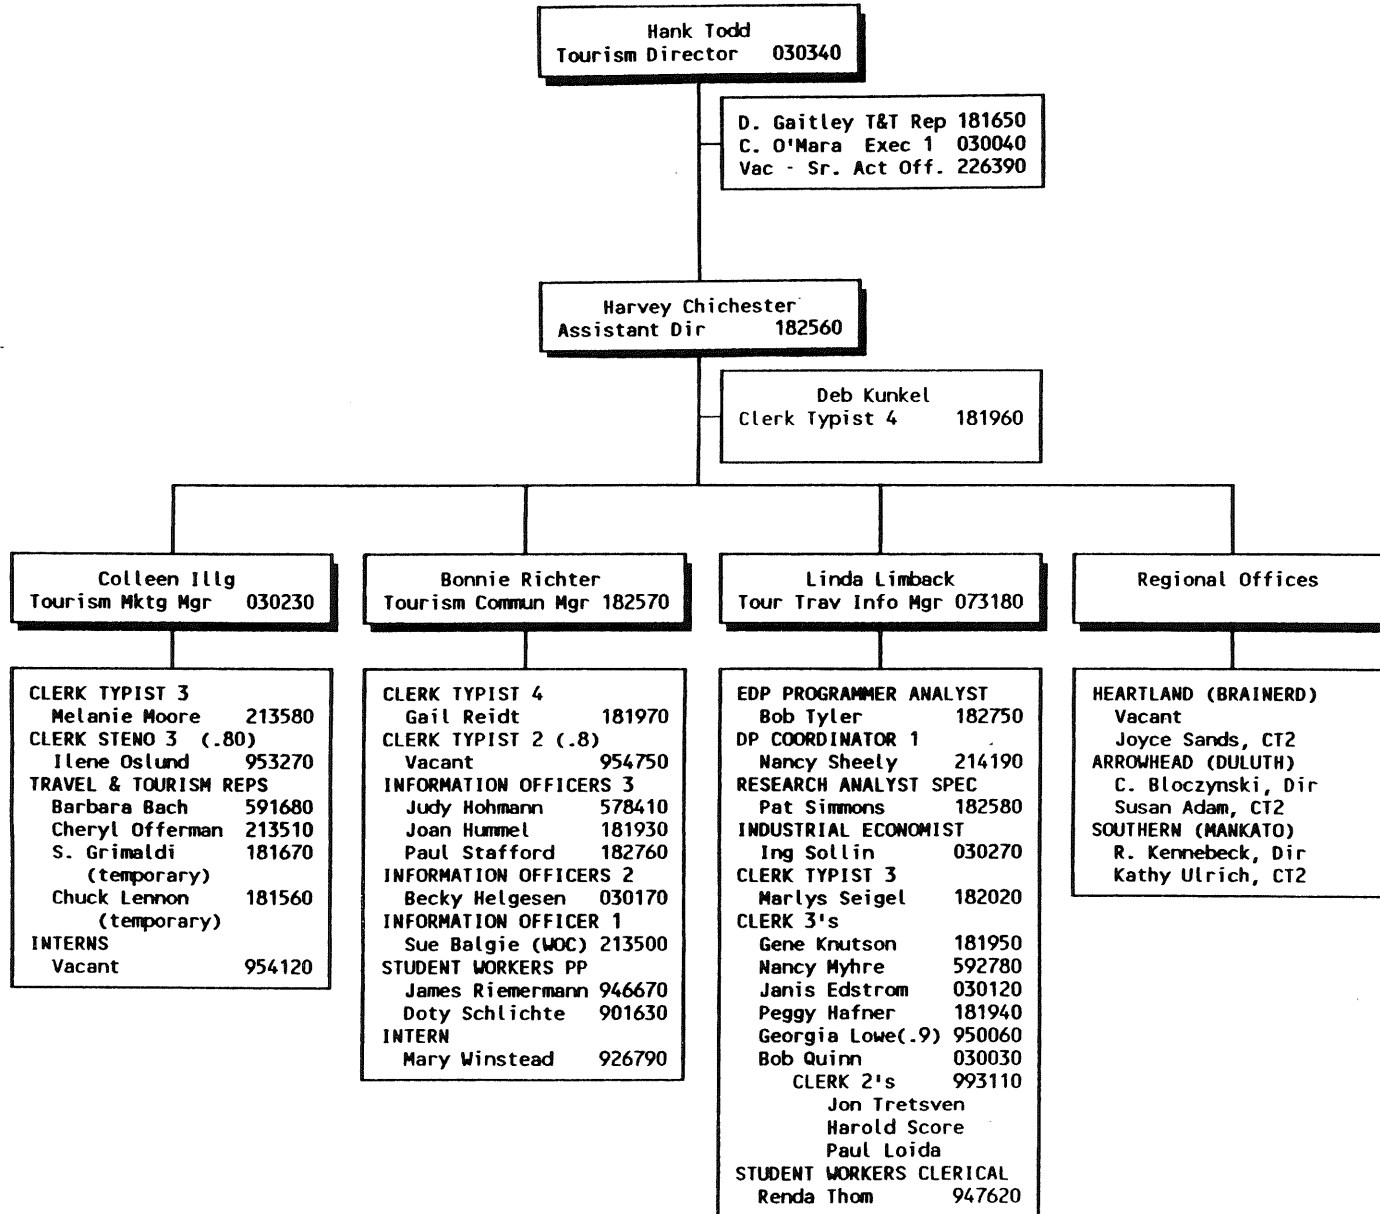 Hank Todd
Tourism Director 030340
D. Gaitley T&T Rep 181650
C. O'Mara Exec 1 030040
Vac - Sr. Act Off. 226390
Harvey Chichester
Assistant Dir 182560
Deb Kunkel
Clerk Typist 4 181960
Colleen Illg
Tourism Mktg Mgr 030230
Bonnie Richter
Tourism Commun Mgr 182570
Linda Limback
Tour Trav Info Mgr 073180
Regional Offices
CLERK TYPIST 3
Melanie Moore 213580
CLERK STENO 3 (.80)
Ilene Oslund 953270
TRAVEL & TOURISM REPS
Barbara Bach 591680
Cheryl Offerman 213510
S. Grimaldi 181670
(temporary)
Chuck Lennon 181560
(temporary)
INTERNS
Vacant 954120
CLERK TYPIST 4
Gail Reidt 181970
CLERK TYPIST 2 (.8)
Vacant 954750
INFORMATION OFFICERS 3
Judy Hohmann 578410
Joan Hummel 181930
Paul Stafford 182760
INFORMATION OFFICERS 2
Becky Helgesen 030170
INFORMATION OFFICER 1
Sue Balgie (WOC) 213500
STUDENT WORKERS PP
James Riemermann 946670
Doty Schlichte 901630
INTERN
Mary Winstead 926790
EDP PROGRAMMER ANALYST
Bob Tyler 182750
DP COORDINATOR 1
Nancy Sheely 214190
RESEARCH ANALYST SPEC
Pat Simmons 182580
INDUSTRIAL ECONOMIST
Ing Sollin 030270
CLERK TYPIST 3
Marlys Seigel 182020
CLERK 3's
Gene Knutson 181950
Nancy Myhre 592780
Janis Edstrom 030120
Peggy Hafner 181940
Georgia Lowe(.9) 950060
Bob Quinn 030030
CLERK 2's 993110
Jon Tretsven
Harold Score
Paul Loida
STUDENT WORKERS CLERICAL
Renda Thom 947620
HEARTLAND (BRAINERD)
Vacant
Joyce Sands, CT2
ARROWHEAD (DULUTH)
C. Bloczynski, Dir
Susan Adam, CT2
SOUTHERN (MANKATO)
R. Kennebeck, Dir
Kathy Ulrich, CT2